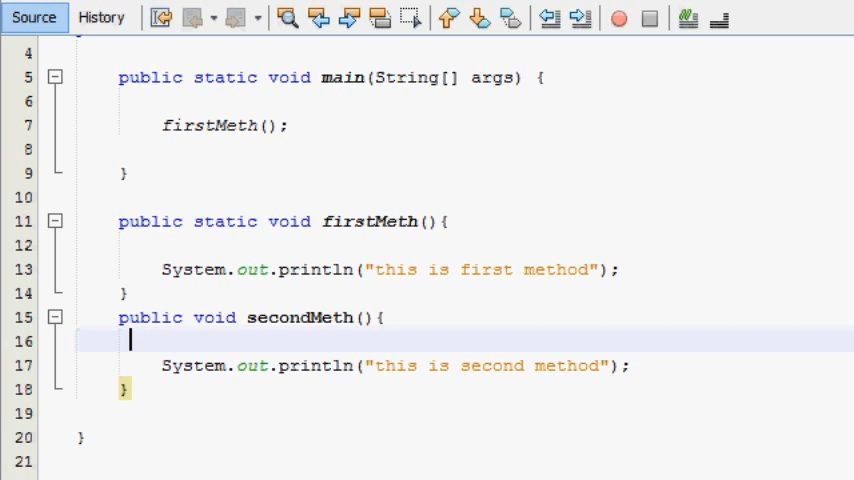 Source History
4
5 public static void main(String[] args) {
6
7 firstMeth();
8
9 }
10
11 public static void firstMeth(){
12
13 System.out.println("this is first method");
14 }
15 public void secondMeth(){
16
17 System.out.println("this is second method");
18 }
19
20 }
21